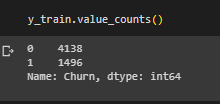 y_train.value_counts()
0    4138
1    1496
Name: Churn, dtype: int64